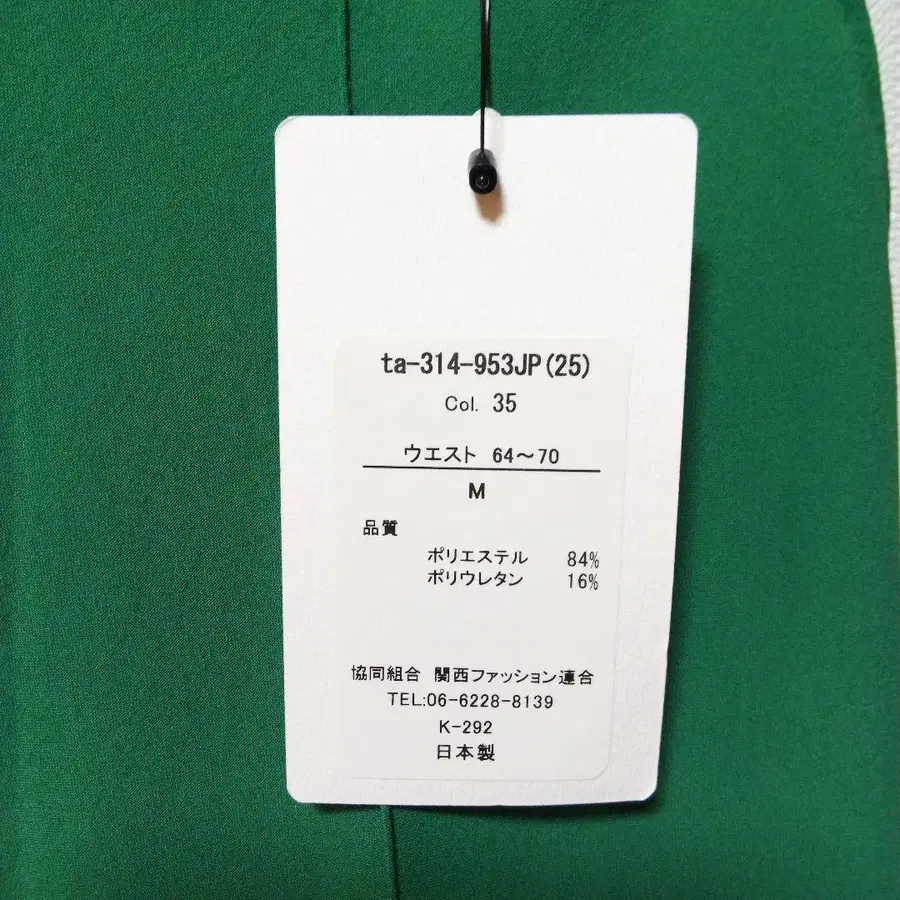 ta-314-953JP(25)
Col. 35
ウエスト 64～70
M
品質
ポリエステル 84%
ポリウレタン 16%
協同組合 関西ファッション連合
TEL:06-6228-8139
K-292
日本製